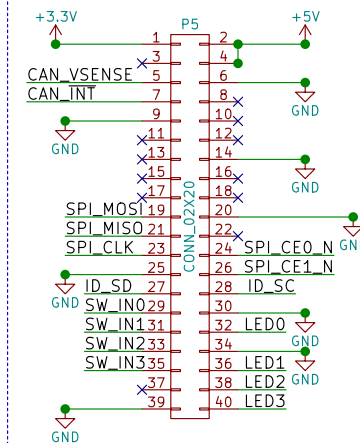 +3.3V P5 +5V
1 2
3 4
CAN_VSENSE 5 6
CAN_INT 7 8 GND
9 10
GND 11 12
13 14
15 16 GND
17 18
SPI_MOSI 19 20
SPI_MISO 21 22 GND
SPI_CLK 23 24 SPI_CE0_N
25 26 SPI_CE1_N
GND ID_SD 27 28 ID_SC
SW_IN0 29 30
SW_IN1 31 32 LED0 GND
SW_IN2 33 34
SW_IN3 35 36 LED1 GND
37 38 LED2
39 40 LED3
GND
CONN_02X20